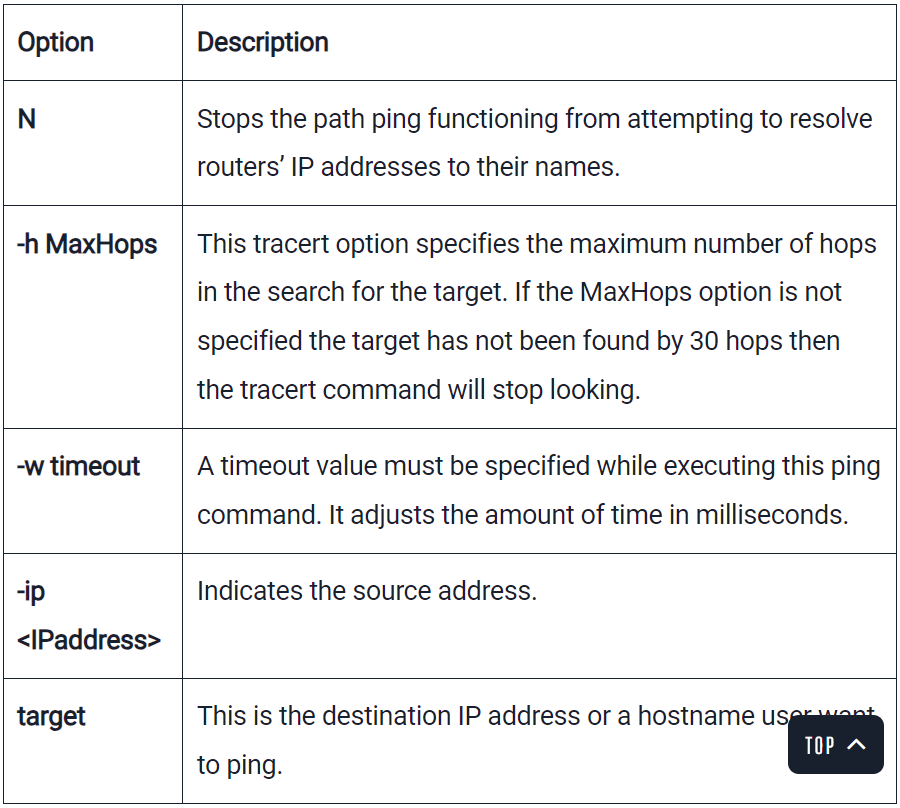 Option Description
N Stops the path ping functioning from attempting to resolve
routers’ IP addresses to their names.
-h MaxHops This tracert option specifies the maximum number of hops
in the search for the target. If the MaxHops option is not
specified the target has not been found by 30 hops then
the tracert command will stop looking.
-w timeout A timeout value must be specified while executing this ping
command. It adjusts the amount of time in milliseconds.
-ip Indicates the source address.
<IPaddress>
target This is the destination IP address or a hostname user want
to ping.
TOP